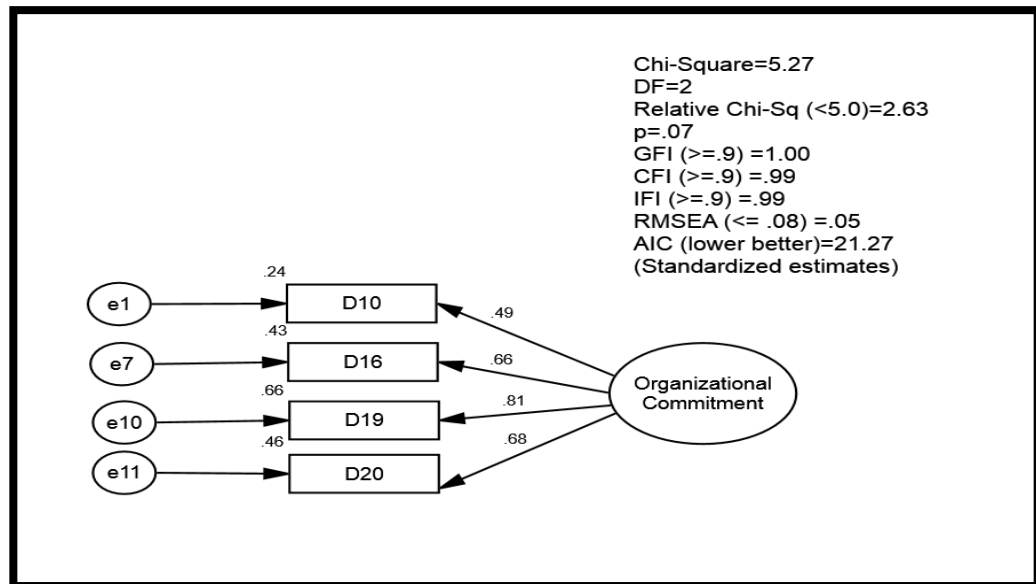 Chi-Square=5.27
DF=2
Relative Chi-Sq (<5.0)=2.63
p=.07
GFI (>=.9) =1.00
CFI (>=.9) =.99
IFI (>=.9) =.99
RMSEA (<= .08) =.05
AIC (lower better)=21.27
(Standardized estimates)
.24
e1
D10
.49
.43
e7
D16
.66
.66
e10
D19
.81
Organizational
Commitment
.46
e11
D20
.68